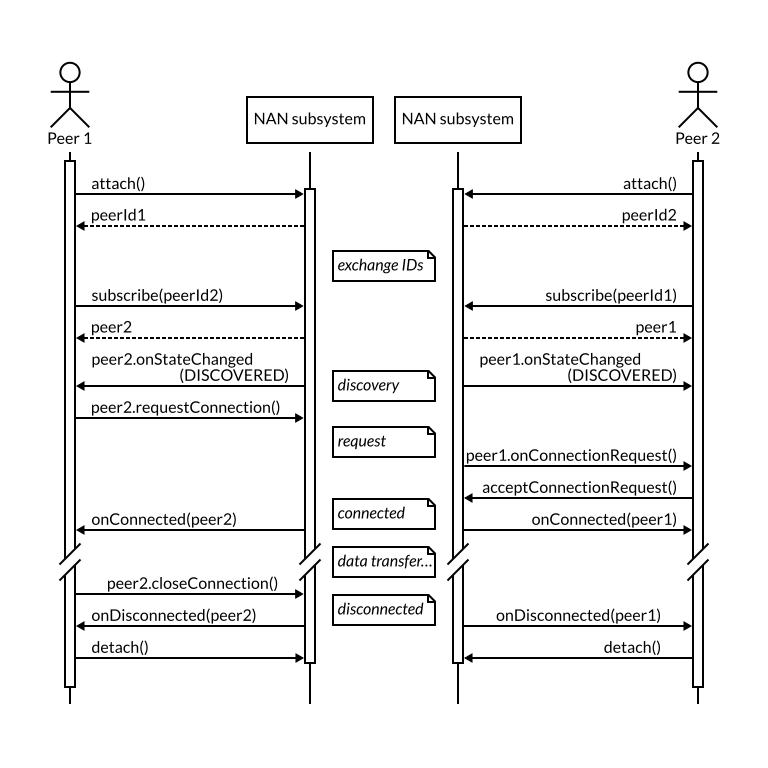 Peer 1
NAN subsystem
NAN subsystem
Peer 2
attach()
attach()
peerId1
peerId2
exchange IDs
subscribe(peerId2)
subscribe(peerId1)
peer2
peer1
peer2.onStateChanged
(DISCOVERED)
peer1.onStateChanged
(DISCOVERED)
discovery
peer2.requestConnection()
request
peer1.onConnectionRequest()
acceptConnectionRequest()
connected
onConnected(peer2)
onConnected(peer1)
data transfer...
peer2.closeConnection()
disconnected
onDisconnected(peer2)
onDisconnected(peer1)
detach()
detach()